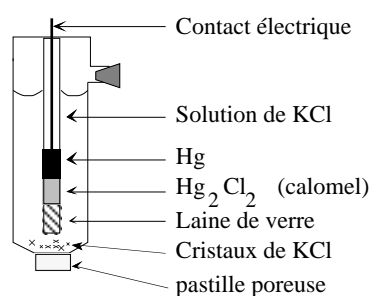 Contact électrique
Solution de KCl
Hg
Hg2Cl2 (calomel)
Laine de verre
Cristaux de KCl
pastille poreuse